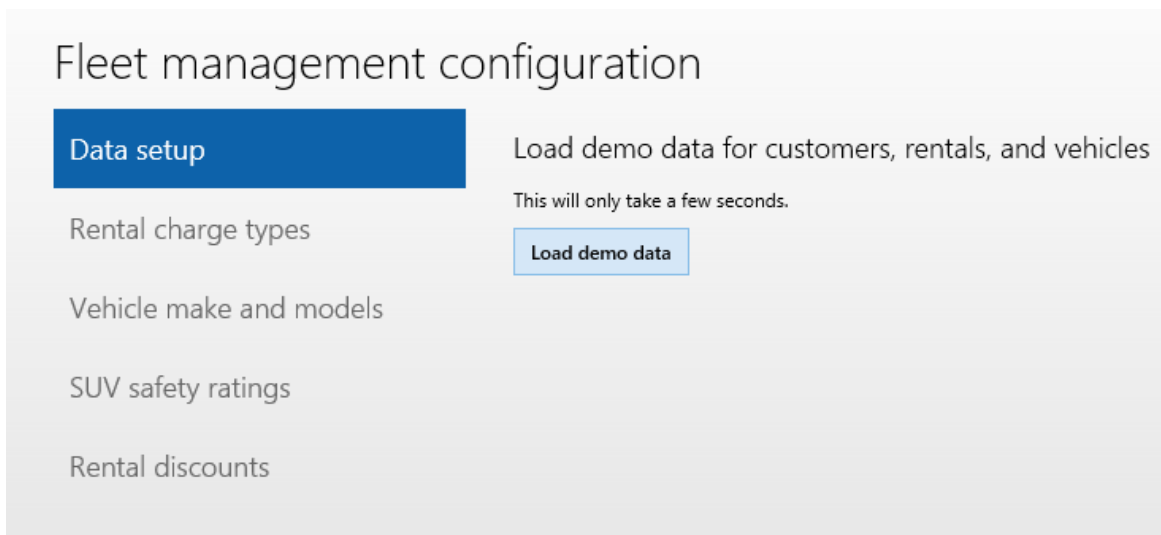 Fleet management configuration
Data setup
Load demo data for customers, rentals, and vehicles
This will only take a few seconds.
Load demo data
Rental charge types
Vehicle make and models
SUV safety ratings
Rental discounts